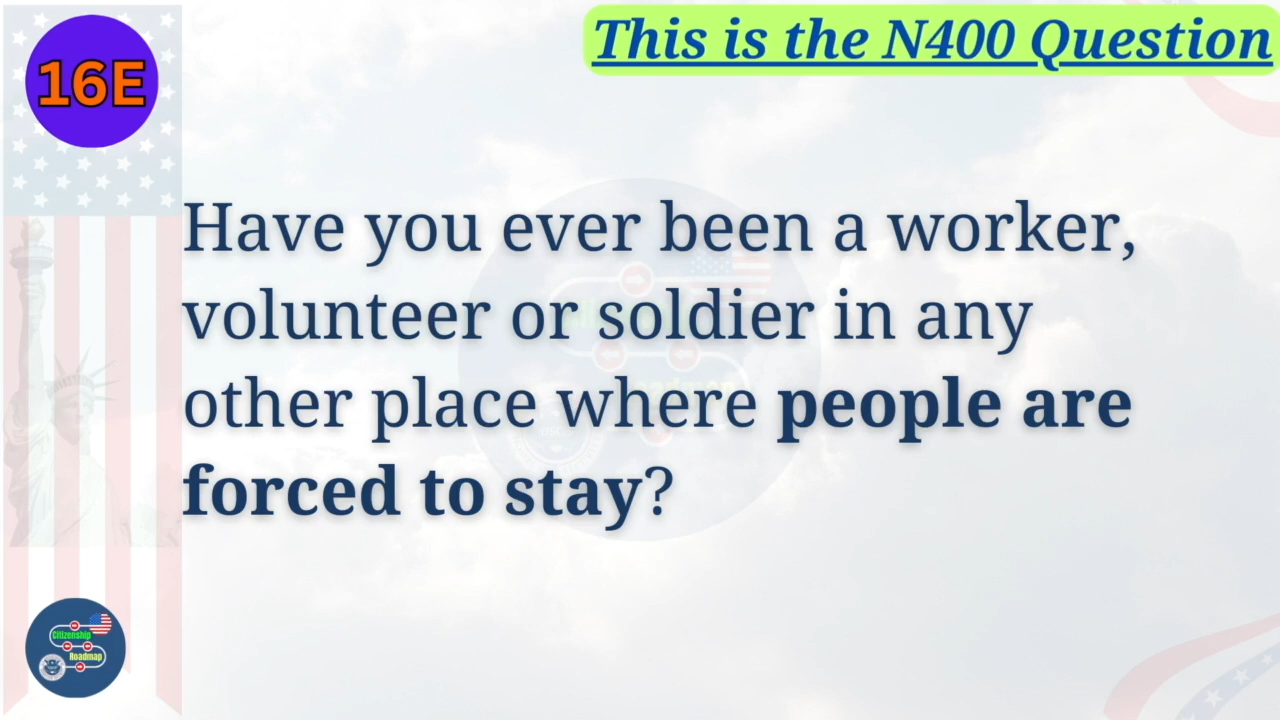 16E
This is the N400 Question
Have you ever been a worker,
volunteer or soldier in any
other place where people are
forced to stay?
Citizenship
Roadmap